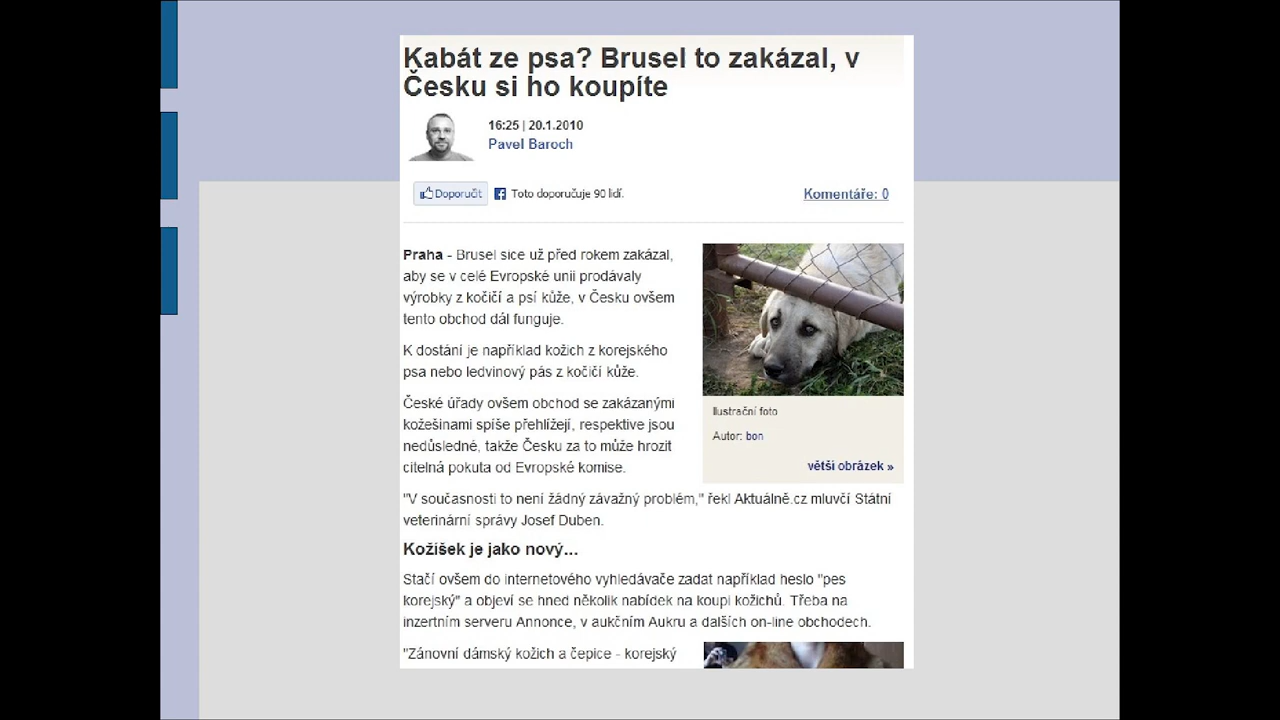 Kabát ze psa? Brusel to zakázal, v
Česku si ho koupíte
16:25 | 20.1.2010
Pavel Baroch
Doporučit
Toto doporučuje 90 lidí.
Komentáře: 0
Praha - Brusel sice už před rokem zakázal,
aby se v celé Evropské unii prodávaly
výrobky z kočičí a psí kůže, v Česku ovšem
tento obchod dál funguje.
K dostání je například kožich z korejského
psa nebo ledvinový pás z kočičí kůže.
České úřady ovšem obchod se zakázanými
kožešinami spíše přehlížejí, respektive jsou
nedůsledné, takže Česku za to může hrozit
citelná pokuta od Evropské komise.
Ilustrační foto
Autor: bon
větší obrázek »
"V současnosti to není žádný závažný problém," řekl Aktuálně.cz mluvčí Státní
veterinární správy Josef Duben.
Kožíšek je jako nový...
Stačí ovšem do internetového vyhledávače zadat například heslo "pes
korejský" a objeví se hned několik nabídek na koupi kožichů. Třeba na
inzertním serveru Annonce, v aukčním Aukru a dalších on-line obchodech.
"Zánovní dámský kožich a čepice - korejský